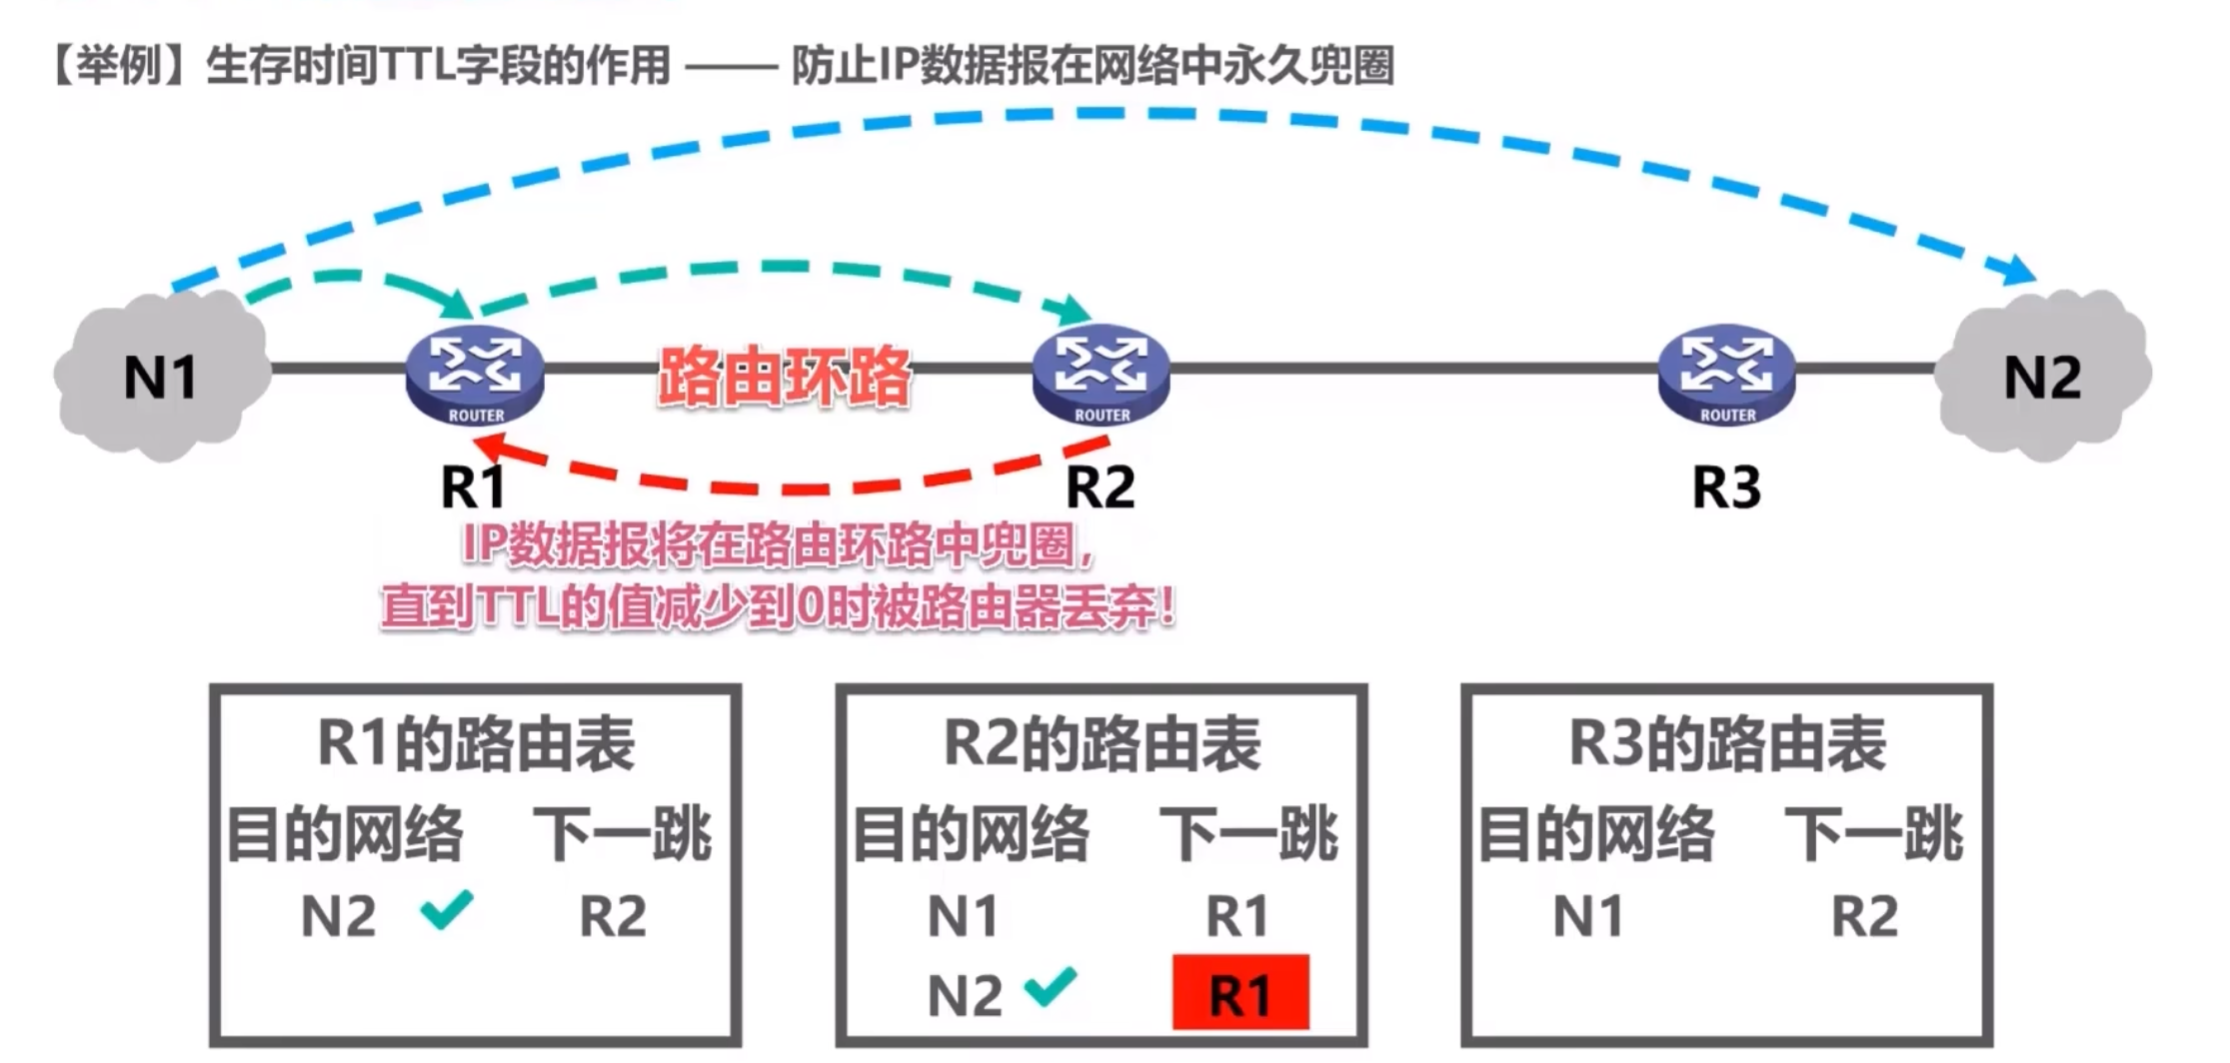 【举例】生存时间TTL字段的作用 —— 防止IP数据报在网络中永久兜圈
N1
ROUTER
路由环路
ROUTER
ROUTER
N2
R1
R2
R3
IP数据报将在路由环路中兜圈，
直到TTL的值减少到0时被路由器丢弃！
R1的路由表
目的网络 下一跳
N2 R2
R2的路由表
目的网络 下一跳
N1 R1
N2 R1
R3的路由表
目的网络 下一跳
N1 R2